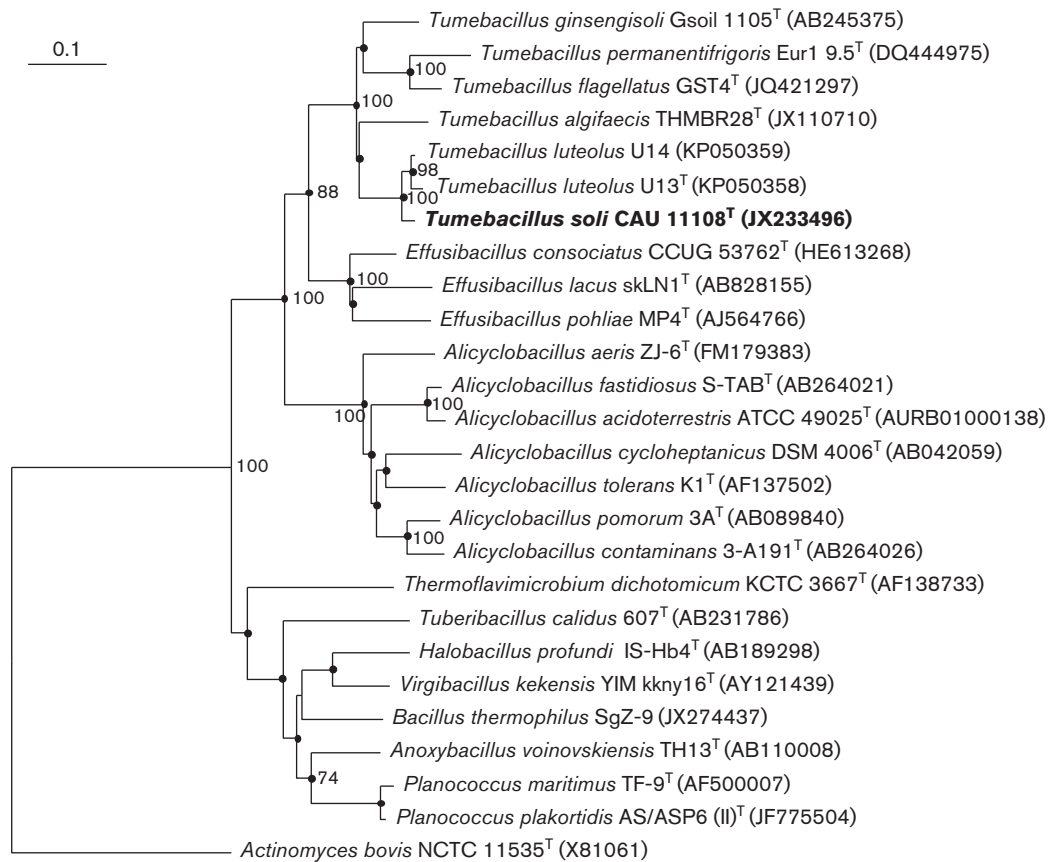 Tumebacillus ginsengisoli Gsoil 1105T (AB245375)
0.1
Tumebacillus permanentifrigoris Eur1 9.5T (DQ444975)
100
Tumebacillus flagellatus GST4T (JQ421297)
100
Tumebacillus algifaecis THMBR28T (JX110710)
Tumebacillus luteolus U14 (KP050359)
98
Tumebacillus luteolus U13T (KP050358)
88
100
Tumebacillus soli CAU 11108T (JX233496)
Effusibacillus consociatus CCUG 53762T (HE613268)
100
Effusibacillus lacus skLN1T (AB828155)
100
Effusibacillus pohliae MP4T (AJ564766)
Alicyclobacillus aeris ZJ-6T (FM179383)
Alicyclobacillus fastidiosus S-TABT (AB264021)
100
100
Alicyclobacillus acidoterrestris ATCC 49025T (AURB01000138)
Alicyclobacillus cycloheptanicus DSM 4006T (AB042059)
100
Alicyclobacillus tolerans K1T (AF137502)
Alicyclobacillus pomorum 3AT (AB089840)
100
Alicyclobacillus contaminans 3-A191T (AB264026)
Thermoflavimicrobium dichotomicum KCTC 3667T (AF138733)
Tuberibacillus calidus 607T (AB231786)
Halobacillus profundi IS-Hb4T (AB189298)
Virgibacillus kekensis YIM kkny16T (AY121439)
Bacillus thermophilus SgZ-9 (JX274437)
Anoxybacillus voinovskiensis TH13T (AB110008)
74
Planococcus maritimus TF-9T (AF500007)
Planococcus plakortidis AS/ASP6 (II)T (JF775504)
Actinomyces bovis NCTC 11535T (X81061)